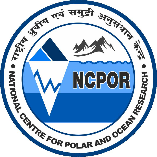 राष्ट्रीय ध्रुवीय एवं समुद्री अनुसंधान केन्द्र
NCPOR
• NATIONAL CENTRE FOR POLAR AND OCEAN RESEARCH •